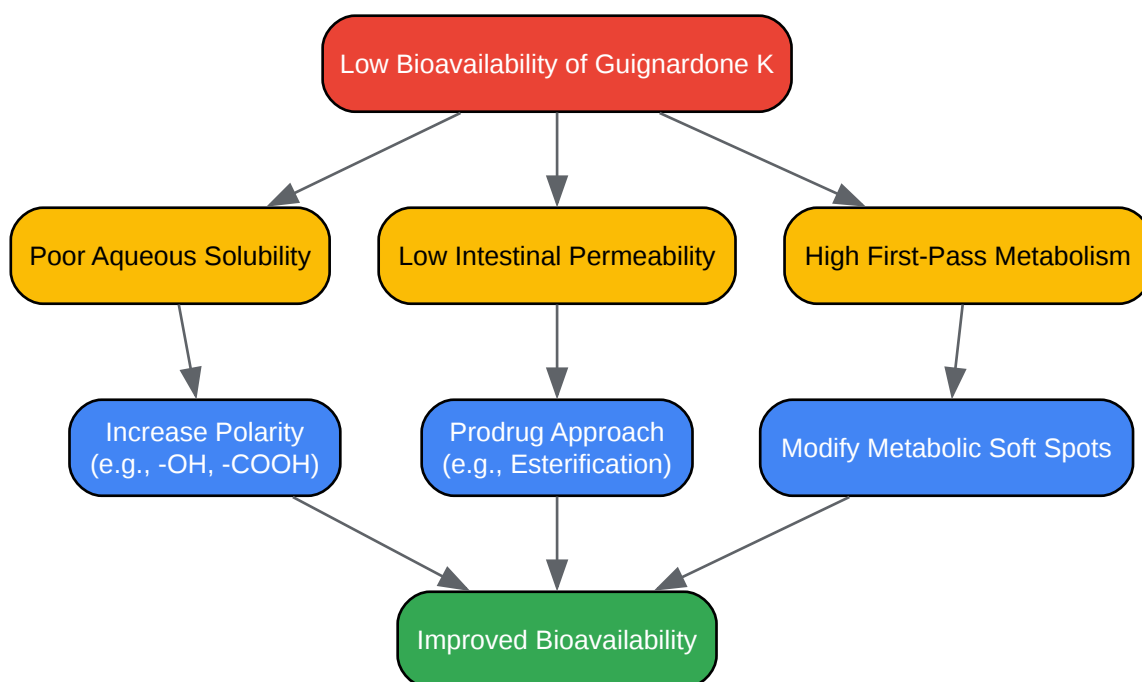 Low Bioavailability of Guignardone K
Poor Aqueous Solubility
Low Intestinal Permeability
High First-Pass Metabolism
Increase Polarity
(e.g., -OH, -COOH)
Prodrug Approach
(e.g., Esterification)
Modify Metabolic Soft Spots
Improved Bioavailability